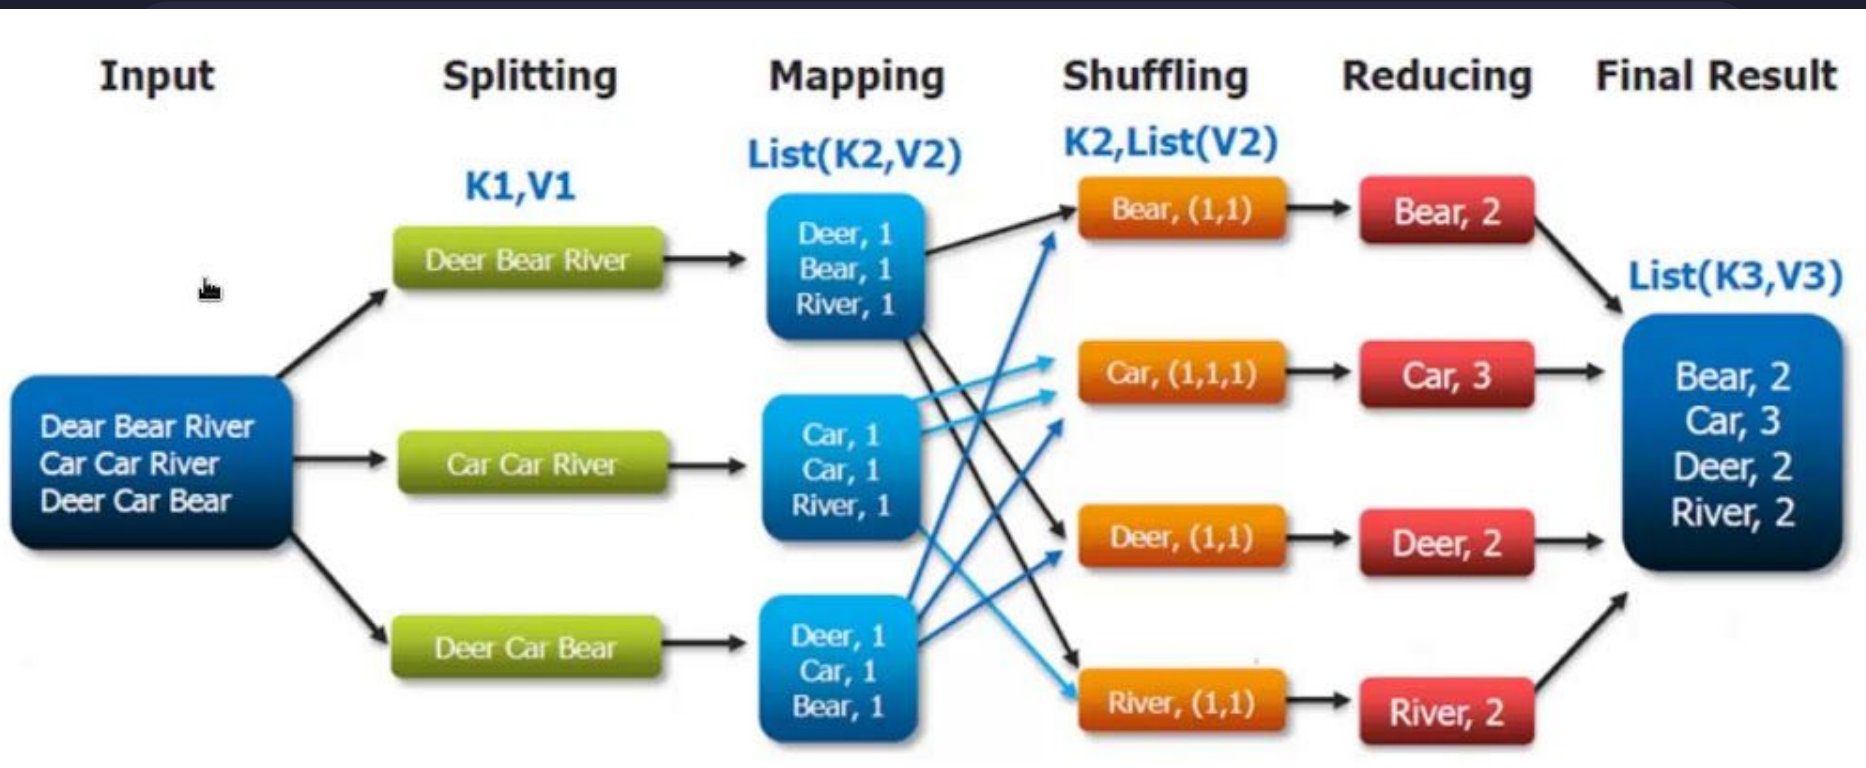 Input
Splitting
Mapping
Shuffling
Reducing
Final Result
K1,V1
List(K2,V2)
K2,List(V2)
List(K3,V3)
Dear Bear River
Car Car River
Deer Car Bear
Deer Bear River
Car Car River
Deer Car Bear
Deer, 1
Bear, 1
River, 1
Car, 1
Car, 1
River, 1
Deer, 1
Car, 1
Bear, 1
Bear, (1,1)
Car, (1,1,1)
Deer, (1,1)
River, (1,1)
Bear, 2
Car, 3
Deer, 2
River, 2
Bear, 2
Car, 3
Deer, 2
River, 2